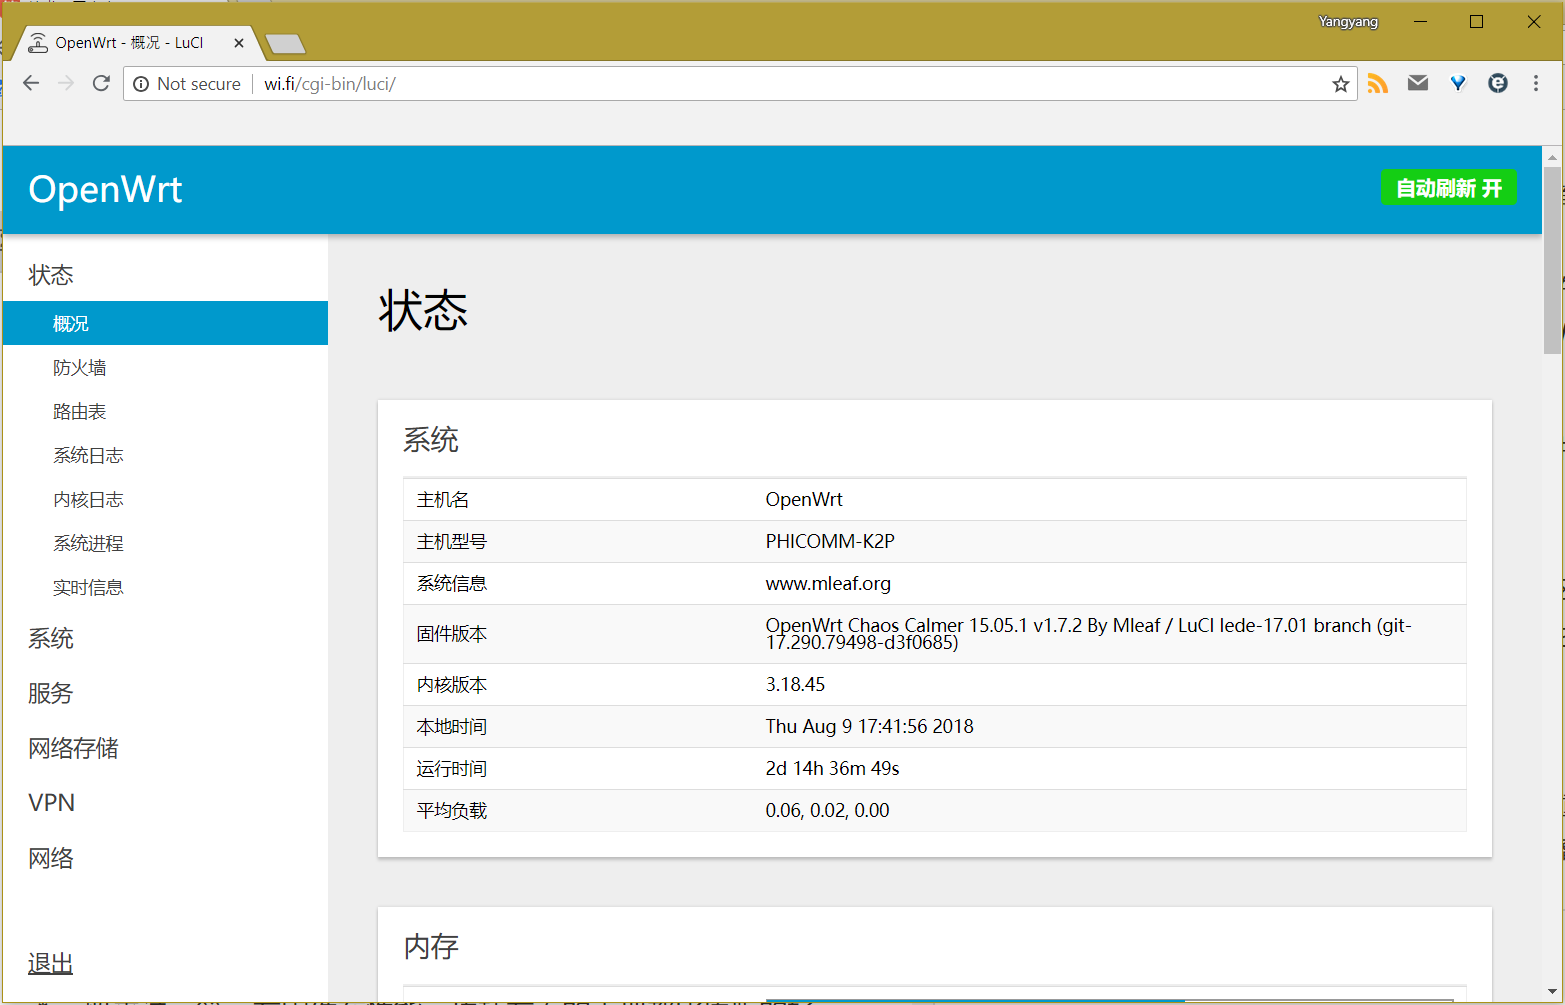 Yangyang
OpenWrt - 概况 - LuCI
Not secure
wi.fi/cgi-bin/luci/
OpenWrt
自动刷新 开
状态
概况
防火墙
路由表
系统日志
内核日志
系统进程
实时信息
系统
服务
网络存储
VPN
网络
退出
状态
系统
主机名 OpenWrt
主机型号 PHICOMM-K2P
系统信息 www.mleaf.org
固件版本 OpenWrt Chaos Calmer 15.05.1 v1.7.2 By Mleaf / LuCI lede-17.01 branch (git-
17.290.79498-d3f0685)
内核版本 3.18.45
本地时间 Thu Aug 9 17:41:56 2018
运行时间 2d 14h 36m 49s
平均负载 0.06, 0.02, 0.00
内存